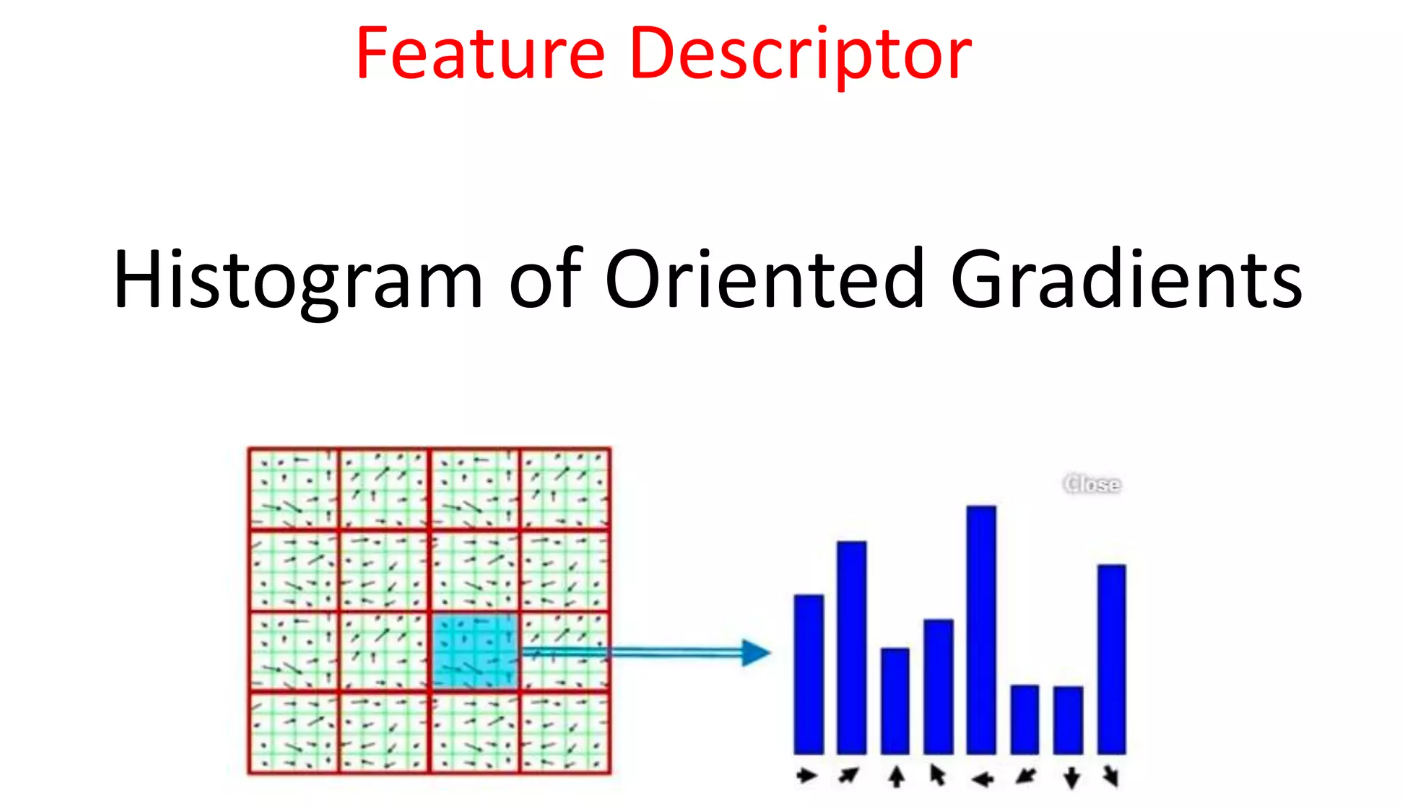 Feature Descriptor
Histogram of Oriented Gradients
Close